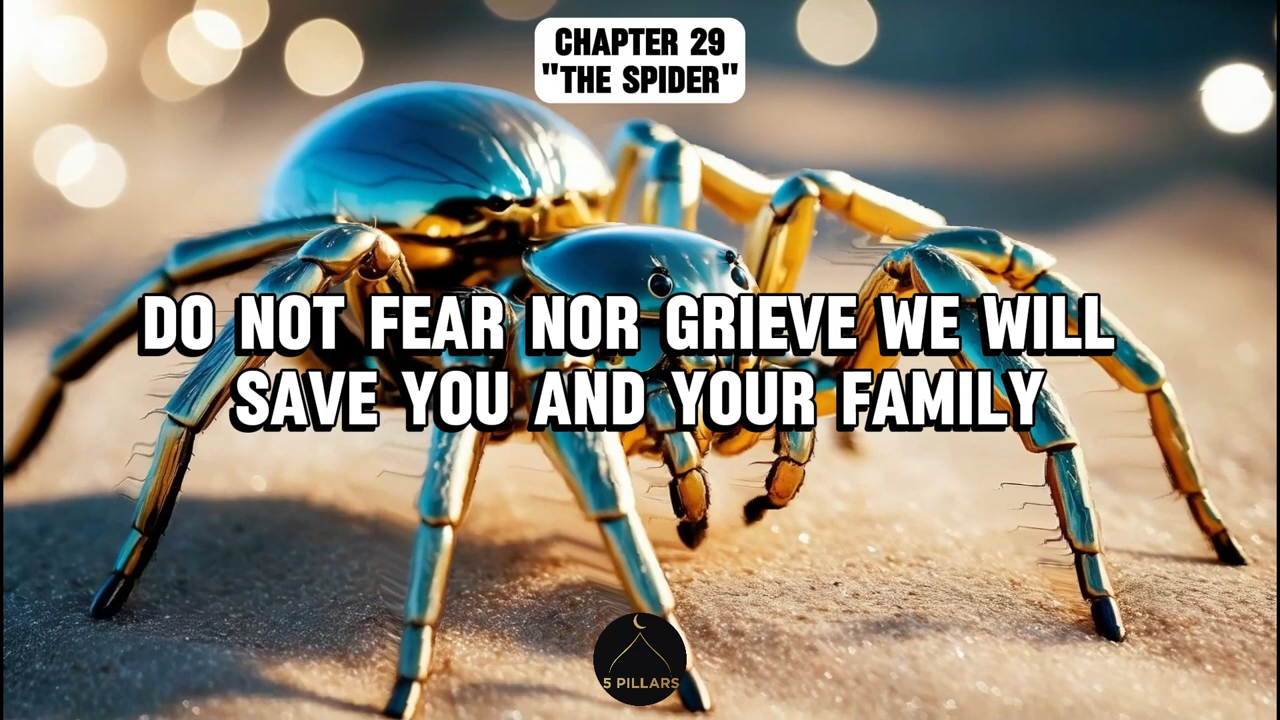 CHAPTER 29
"THE SPIDER"
DO NOT FEAR NOR GRIEVE WE WILL
SAVE YOU AND YOUR FAMILY
5 PILLARS